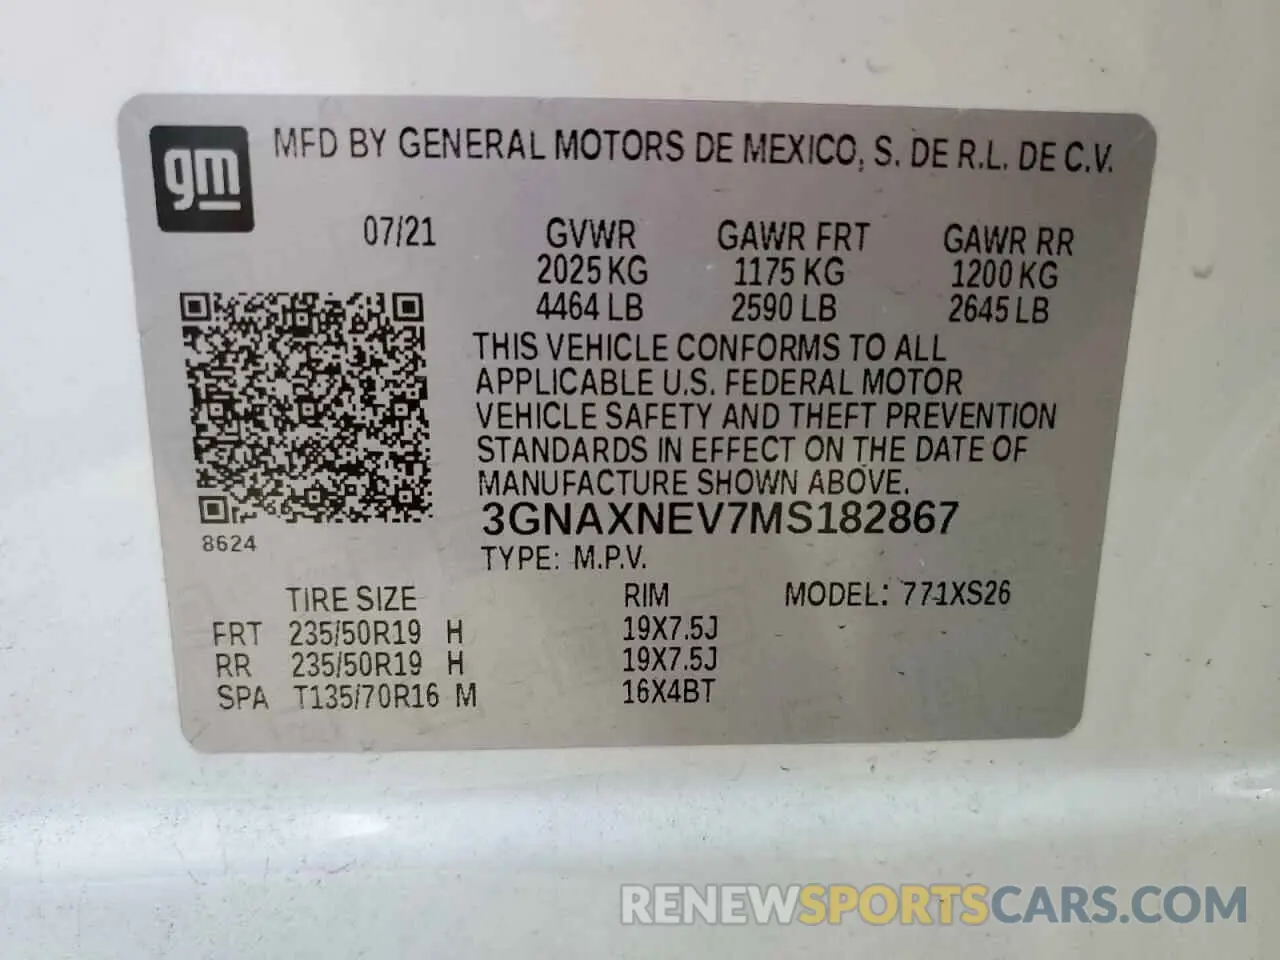 gm
MFD BY GENERAL MOTORS DE MEXICO, S. DE R.L. DE C.V.
07/21 GVWR GAWR FRT GAWR RR
2025 KG 1175 KG 1200 KG
4464 LB 2590 LB 2645 LB
THIS VEHICLE CONFORMS TO ALL
APPLICABLE U.S. FEDERAL MOTOR
VEHICLE SAFETY AND THEFT PREVENTION
STANDARDS IN EFFECT ON THE DATE OF
MANUFACTURE SHOWN ABOVE.
3GNAXNEV7MS182867
8624
TYPE: M.P.V.
TIRE SIZE RIM MODEL: 771XS26
FRT 235/50R19 H 19X7.5J
RR 235/50R19 H 19X7.5J
SPA T135/70R16 M 16X4BT
RENEWSPORTSCARS.COM